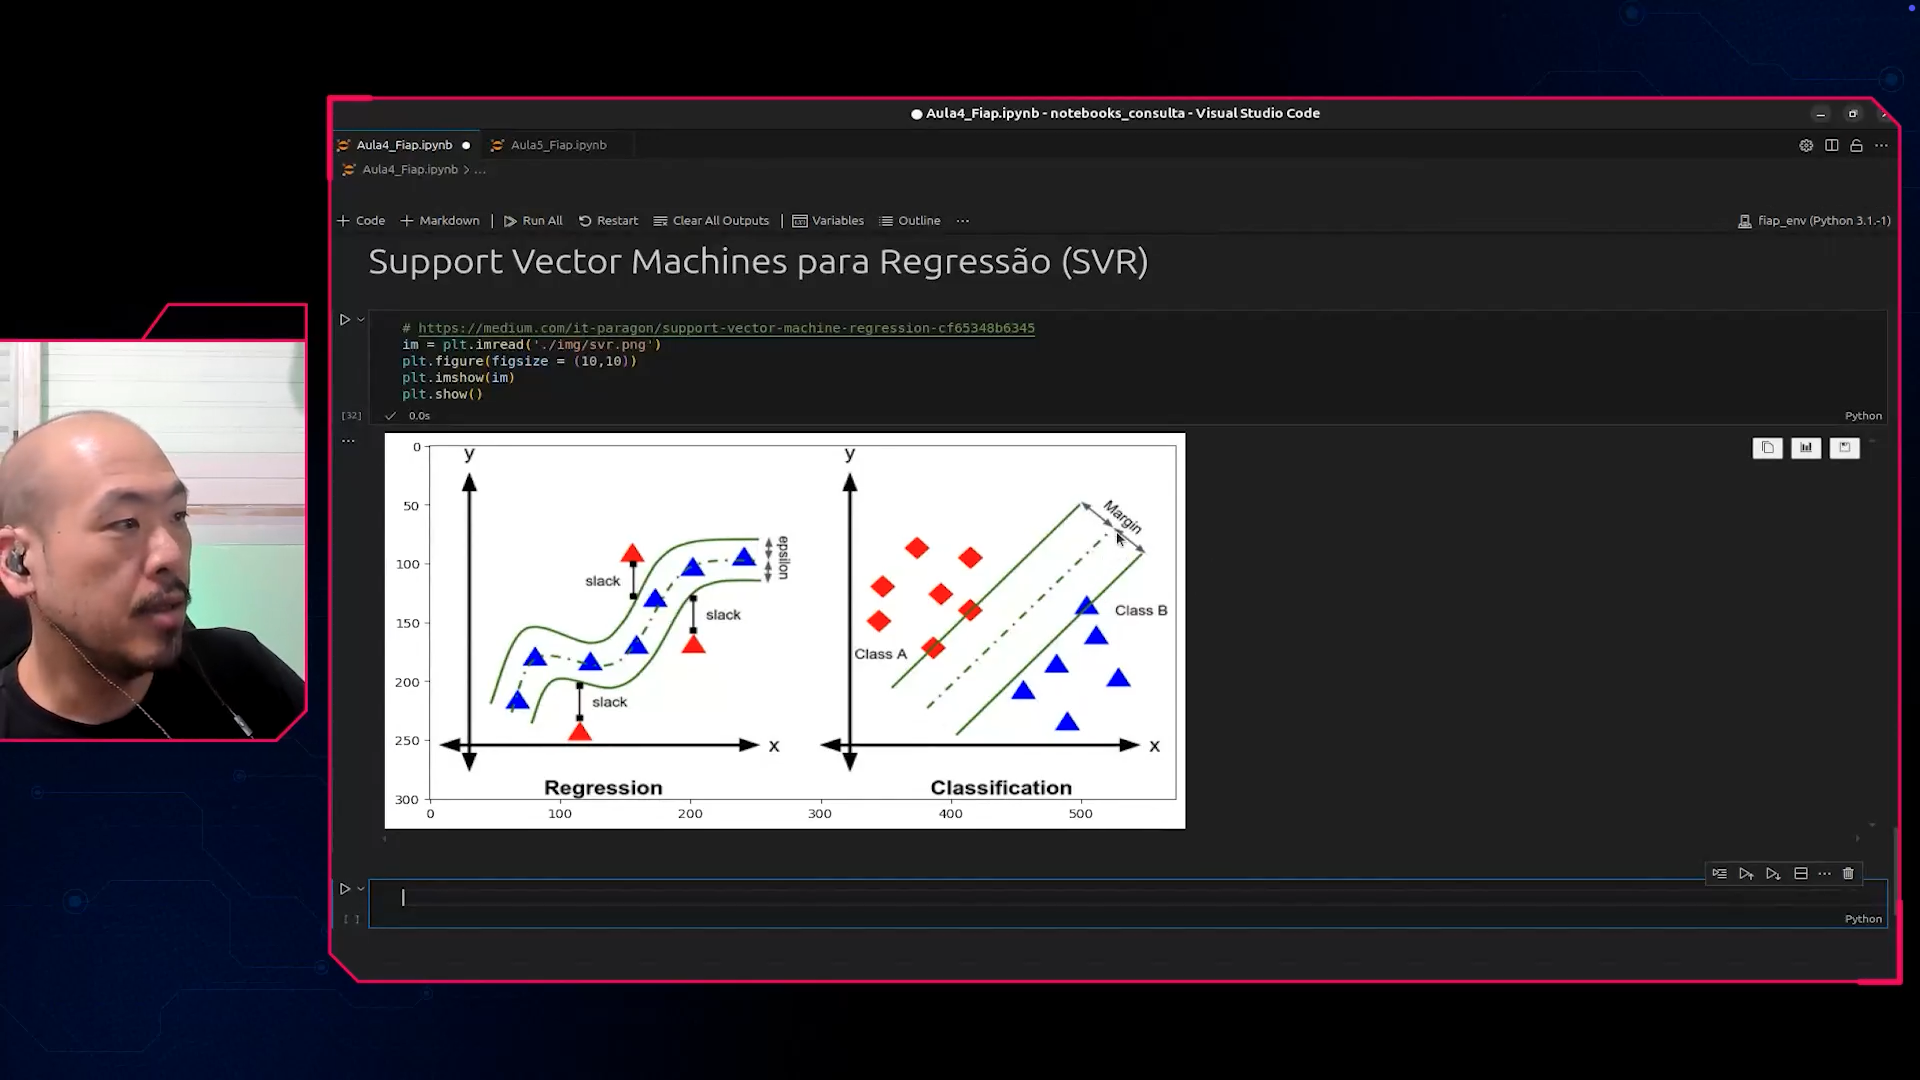 Aula4_Fiap.ipynb - notebooks_consulta - Visual Studio Code
Aula4_Fiap.ipynb
Aula5_Fiap.ipynb
Aula4_Fiap.ipynb > ...
+ Code + Markdown | Run All Restart Clear All Outputs | Variables Outline ...
fiap_env (Python 3.1.-1)
Support Vector Machines para Regressão (SVR)
# https://medium.com/it-paragon/support-vector-machine-regression-cf65348b6345
im = plt.imread('./img/svr.png')
plt.figure(figsize = (10,10))
plt.imshow(im)
plt.show()
[32]
0.0s
Python
0
50
100
150
200
250
300
0
100
200
300
400
500
y
slack
epsilon
slack
slack
x
Regression
y
Margin
Class B
Class A
x
Classification
[ ]
Python